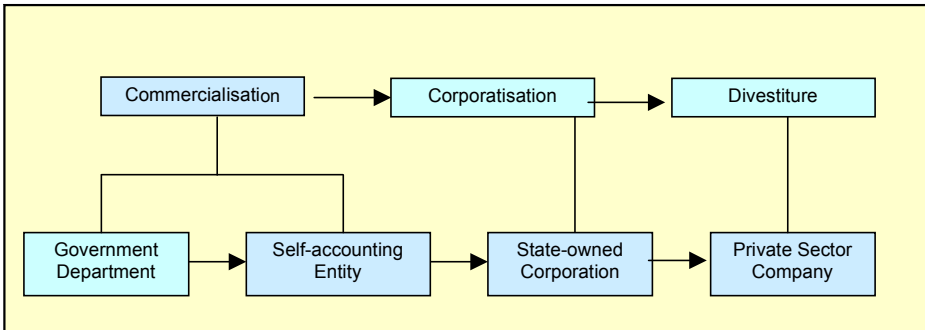 Commercialisation
Corporatisation
Divestiture
Government
Department
Self-accounting
Entity
State-owned
Corporation
Private Sector
Company